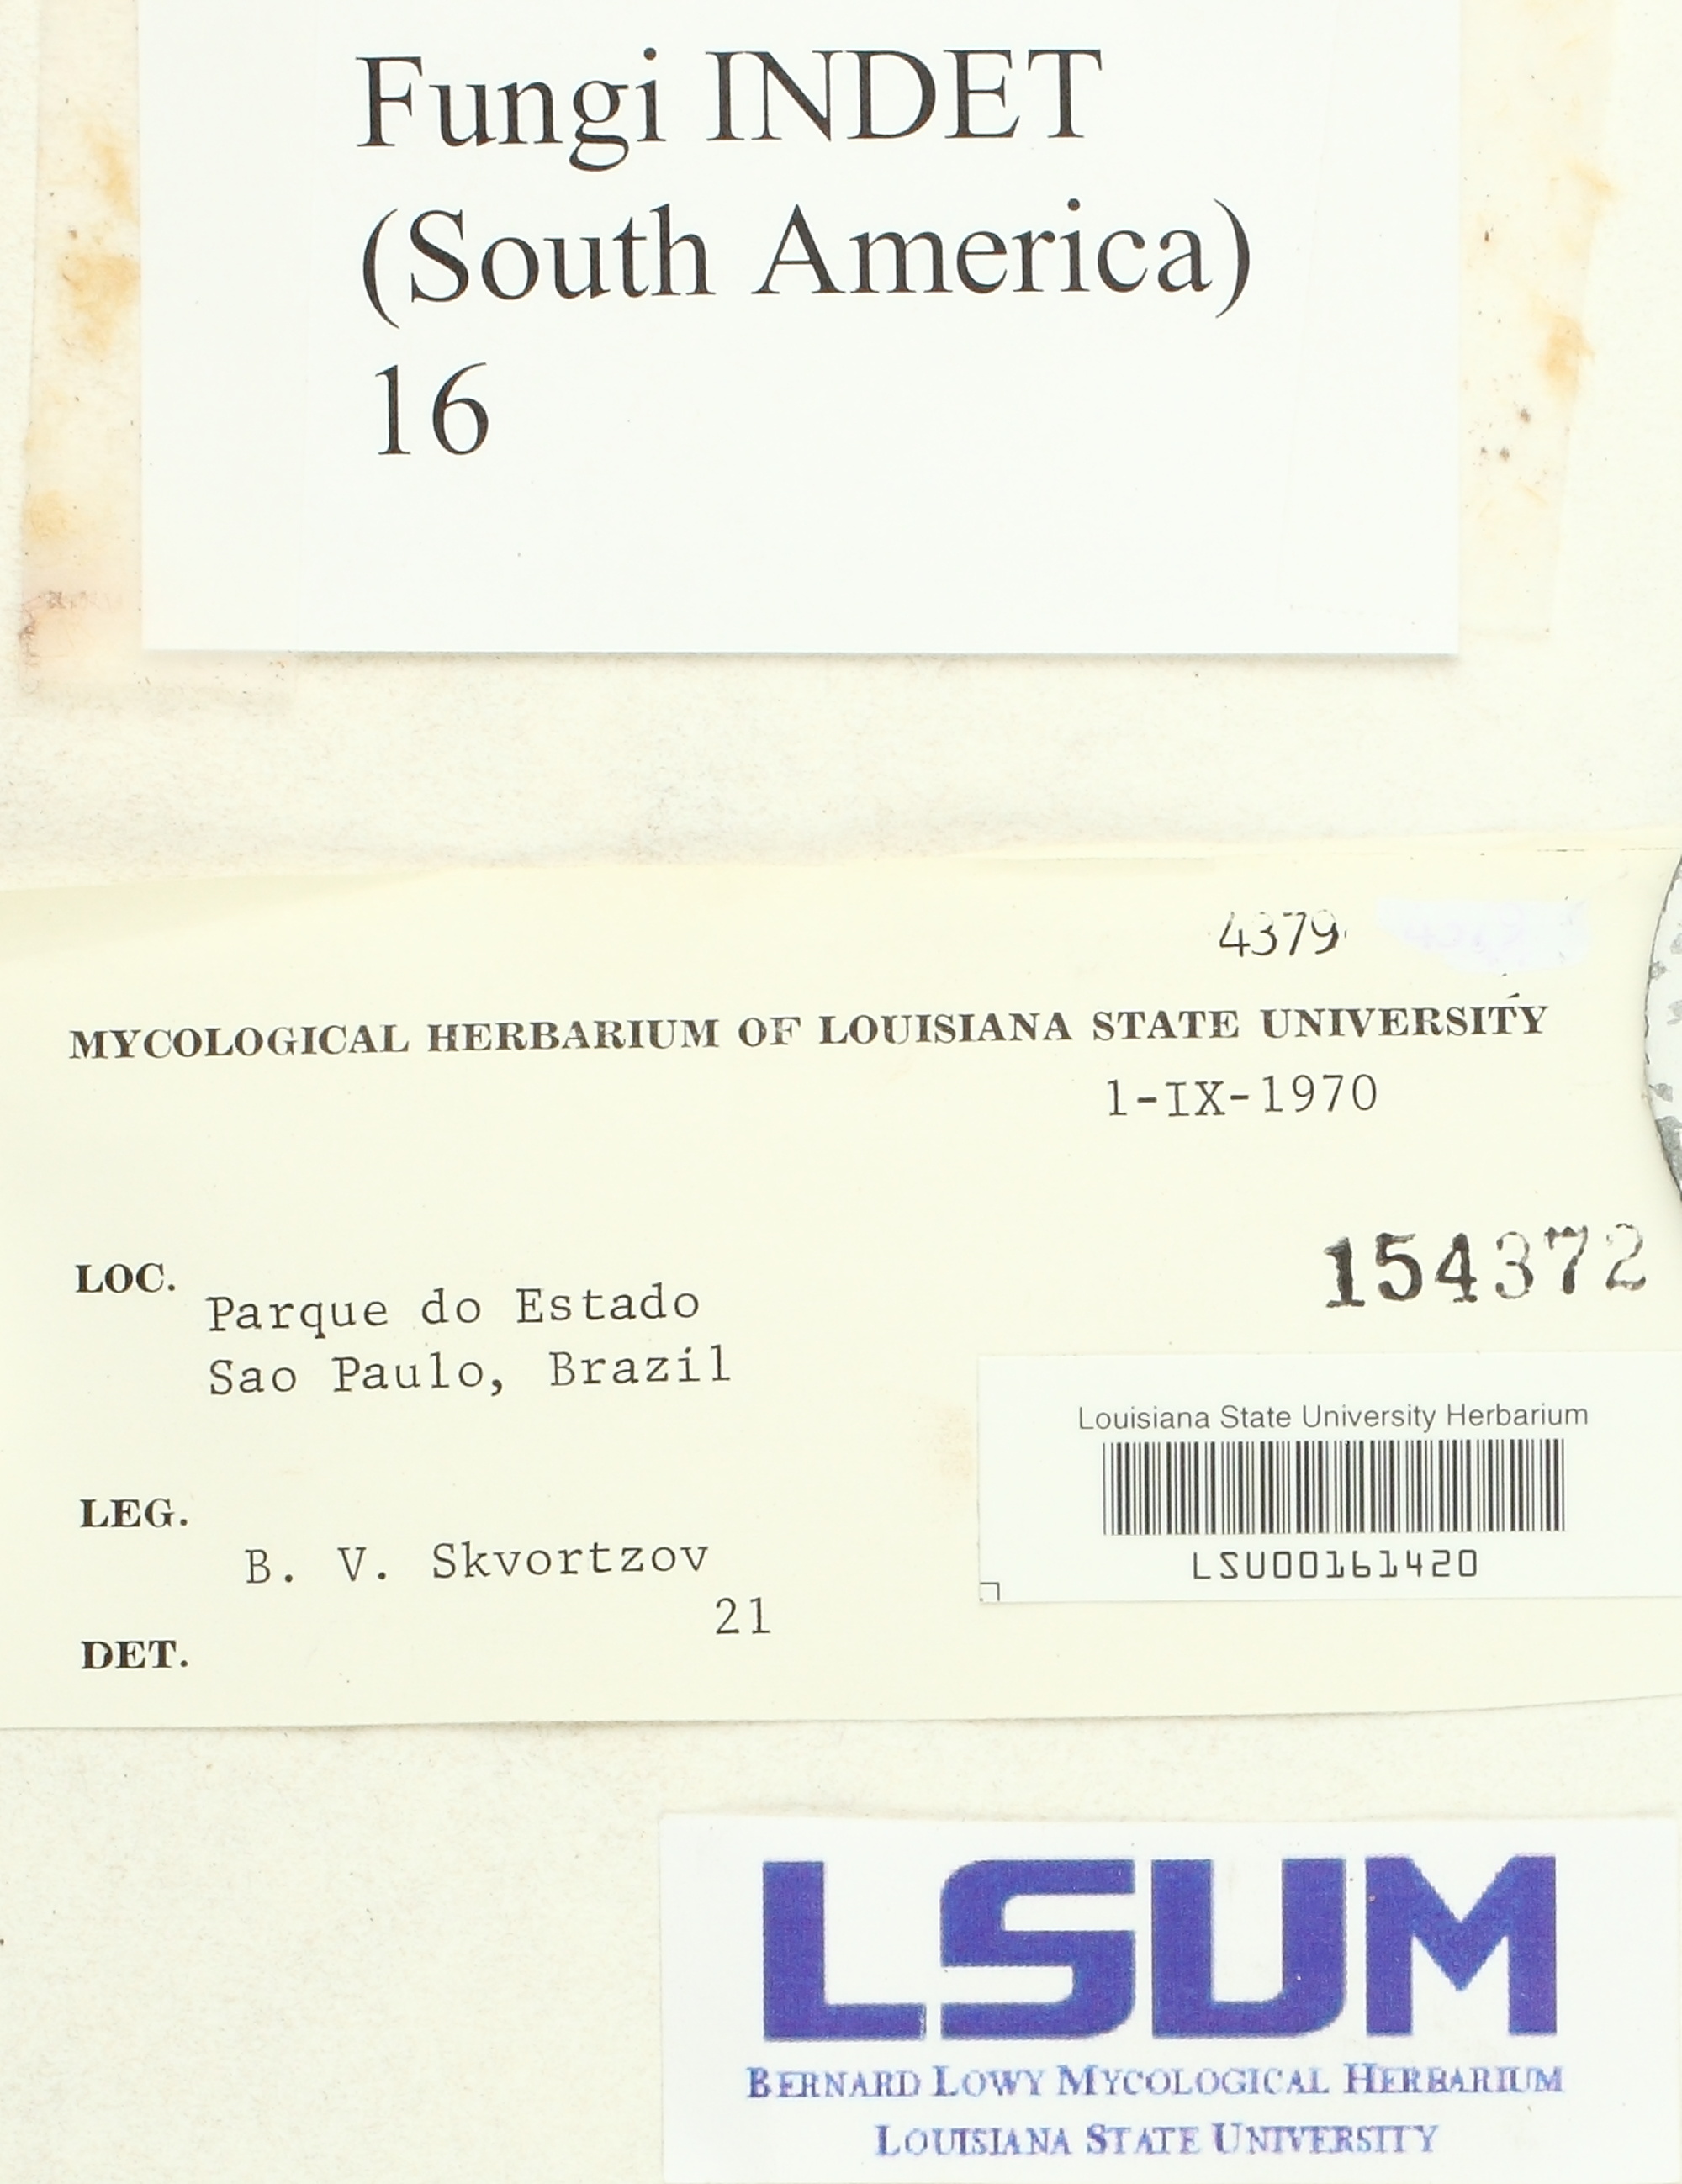 Fungi INDET
(South America)
16
4379
MYCOLOGICAL HERBARIUM OF LOUISIANA STATE UNIVERSITY
1-IX-1970
154372
LOC.
Parque do Estado
Sao Paulo, Brazil
Louisiana State University Herbarium
LSU00161420
LEG.
B. V. Skvortzov
21
DET.
LSUM
BERNARD LOWY MYCOLOGICAL HERBARIUM
LOUISIANA STATE UNIVERSITY